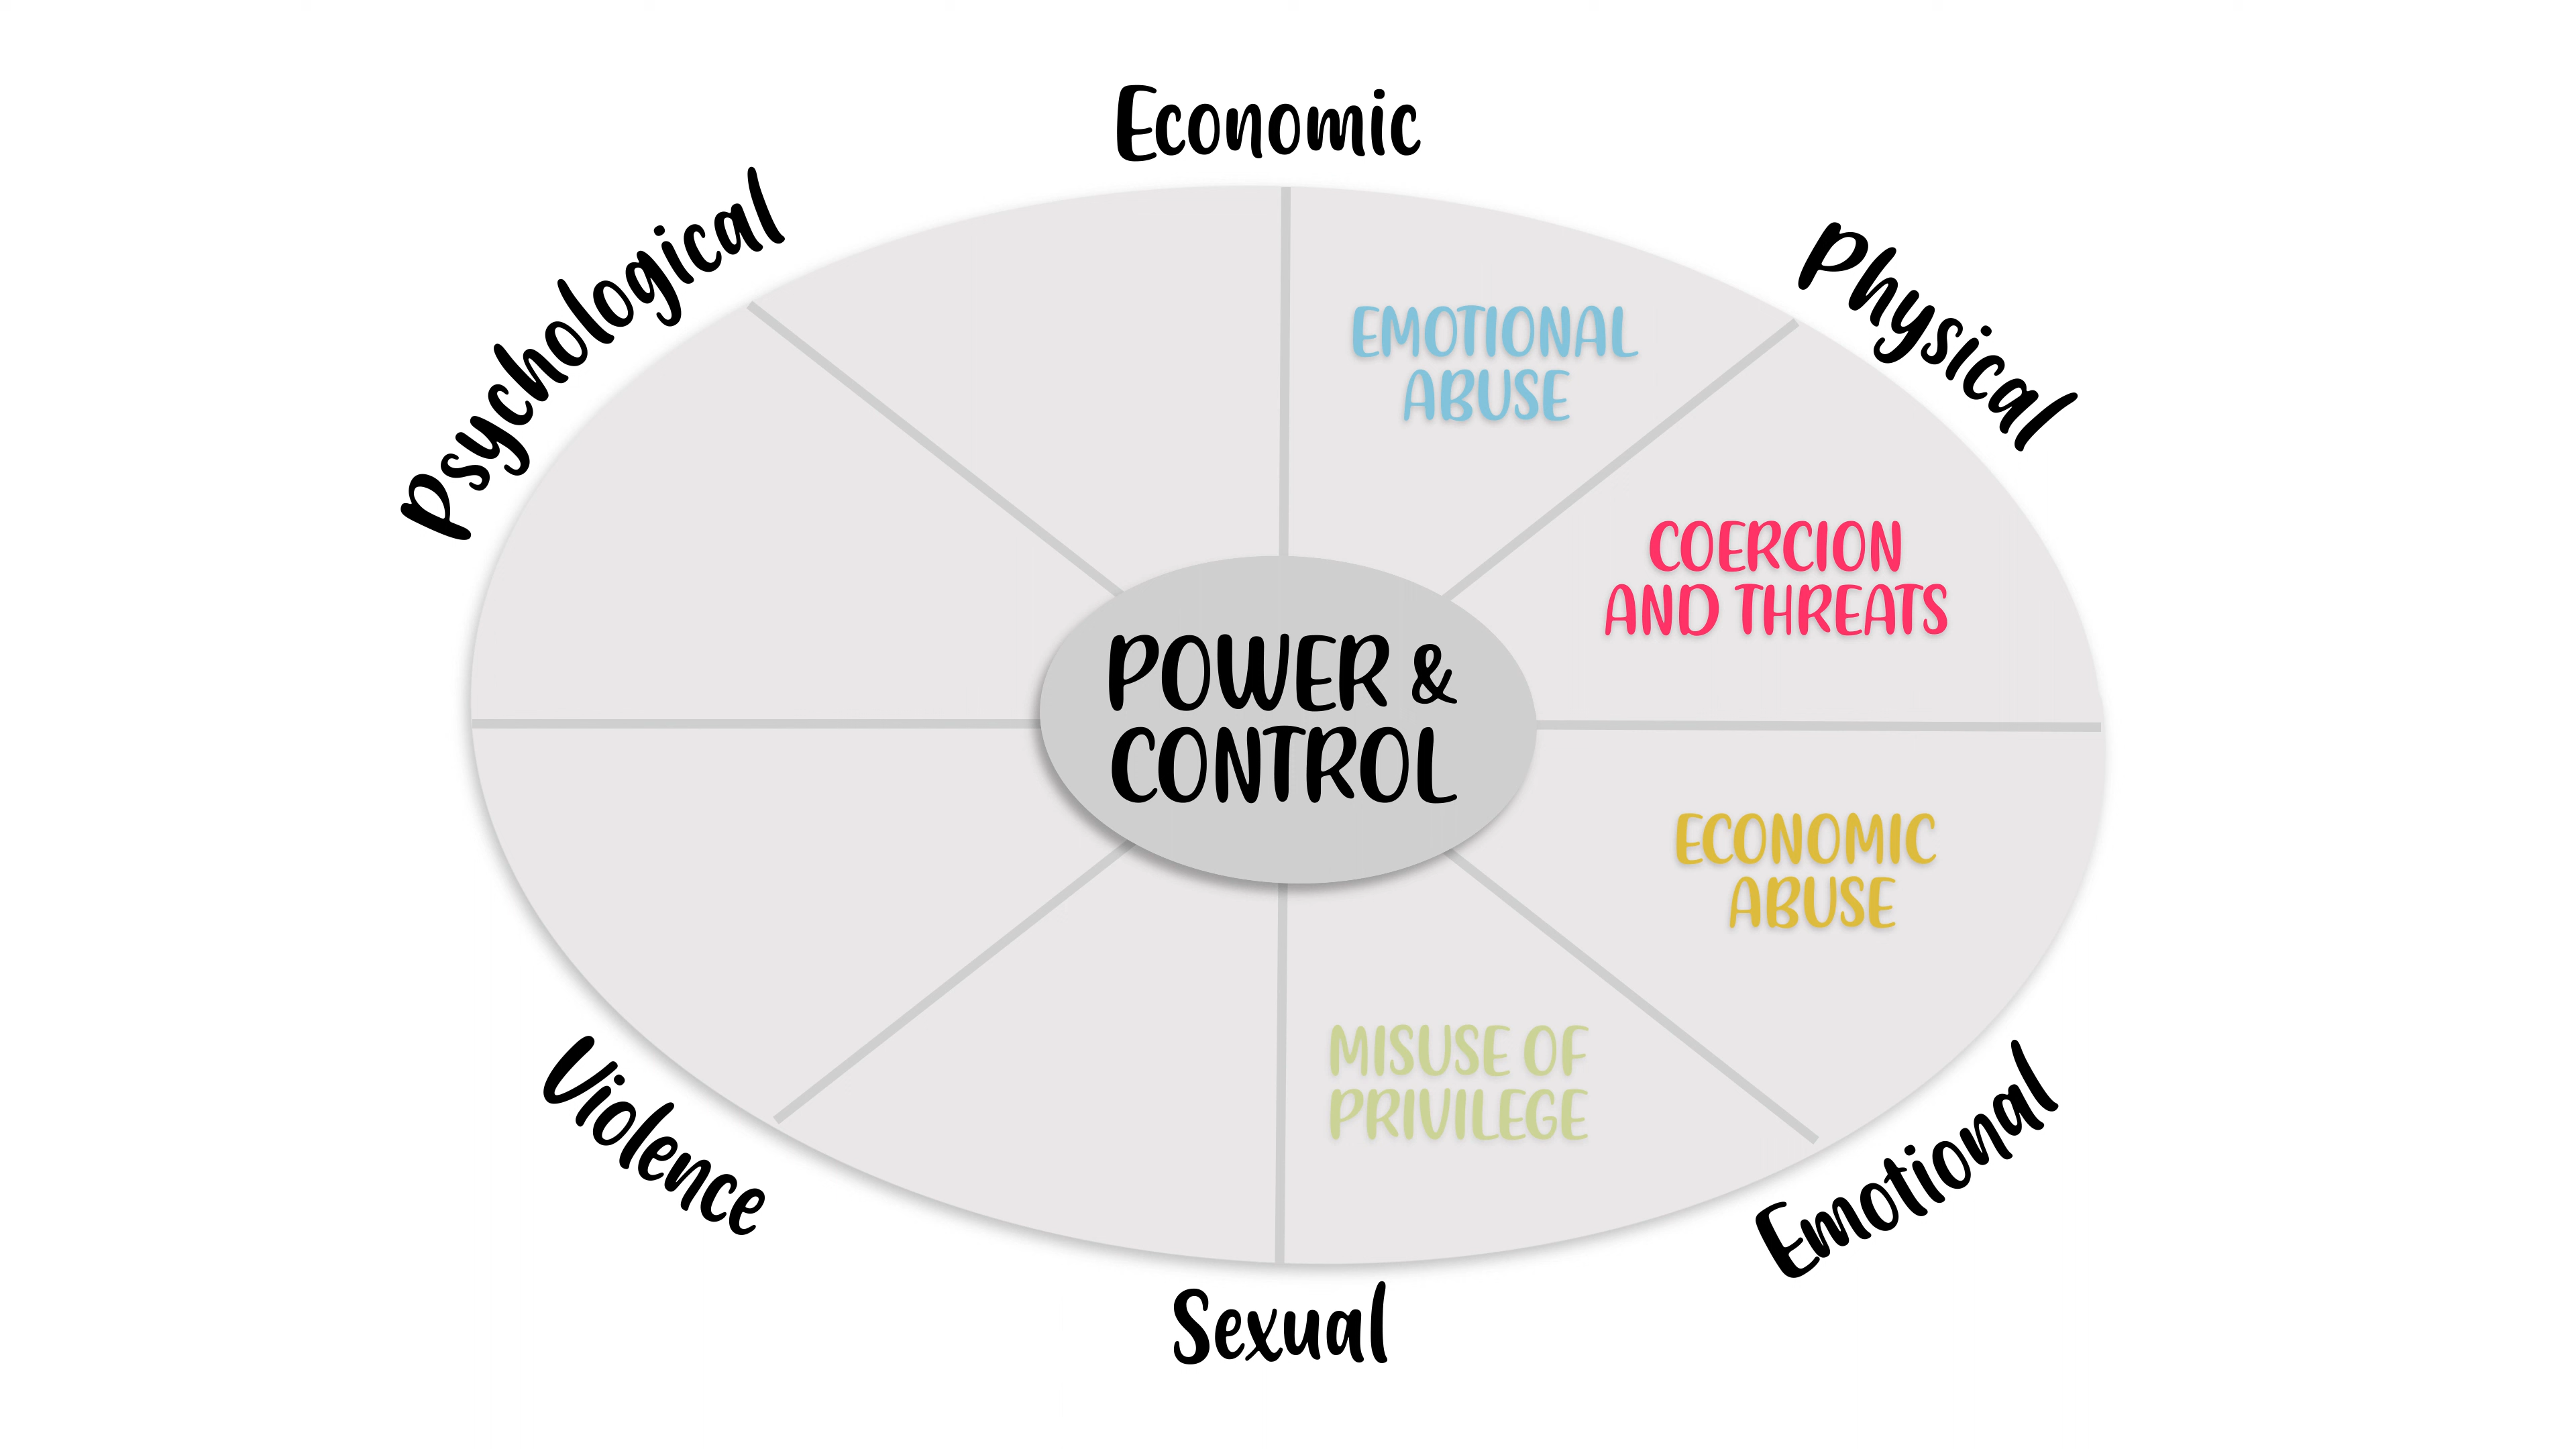 Economic
Psychological
Physical
EMOTIONAL
ABUSE
COERCION
AND THREATS
POWER &
CONTROL
ECONOMIC
ABUSE
MISUSE OF
PRIVILEGE
Violence
Emotional
Sexual